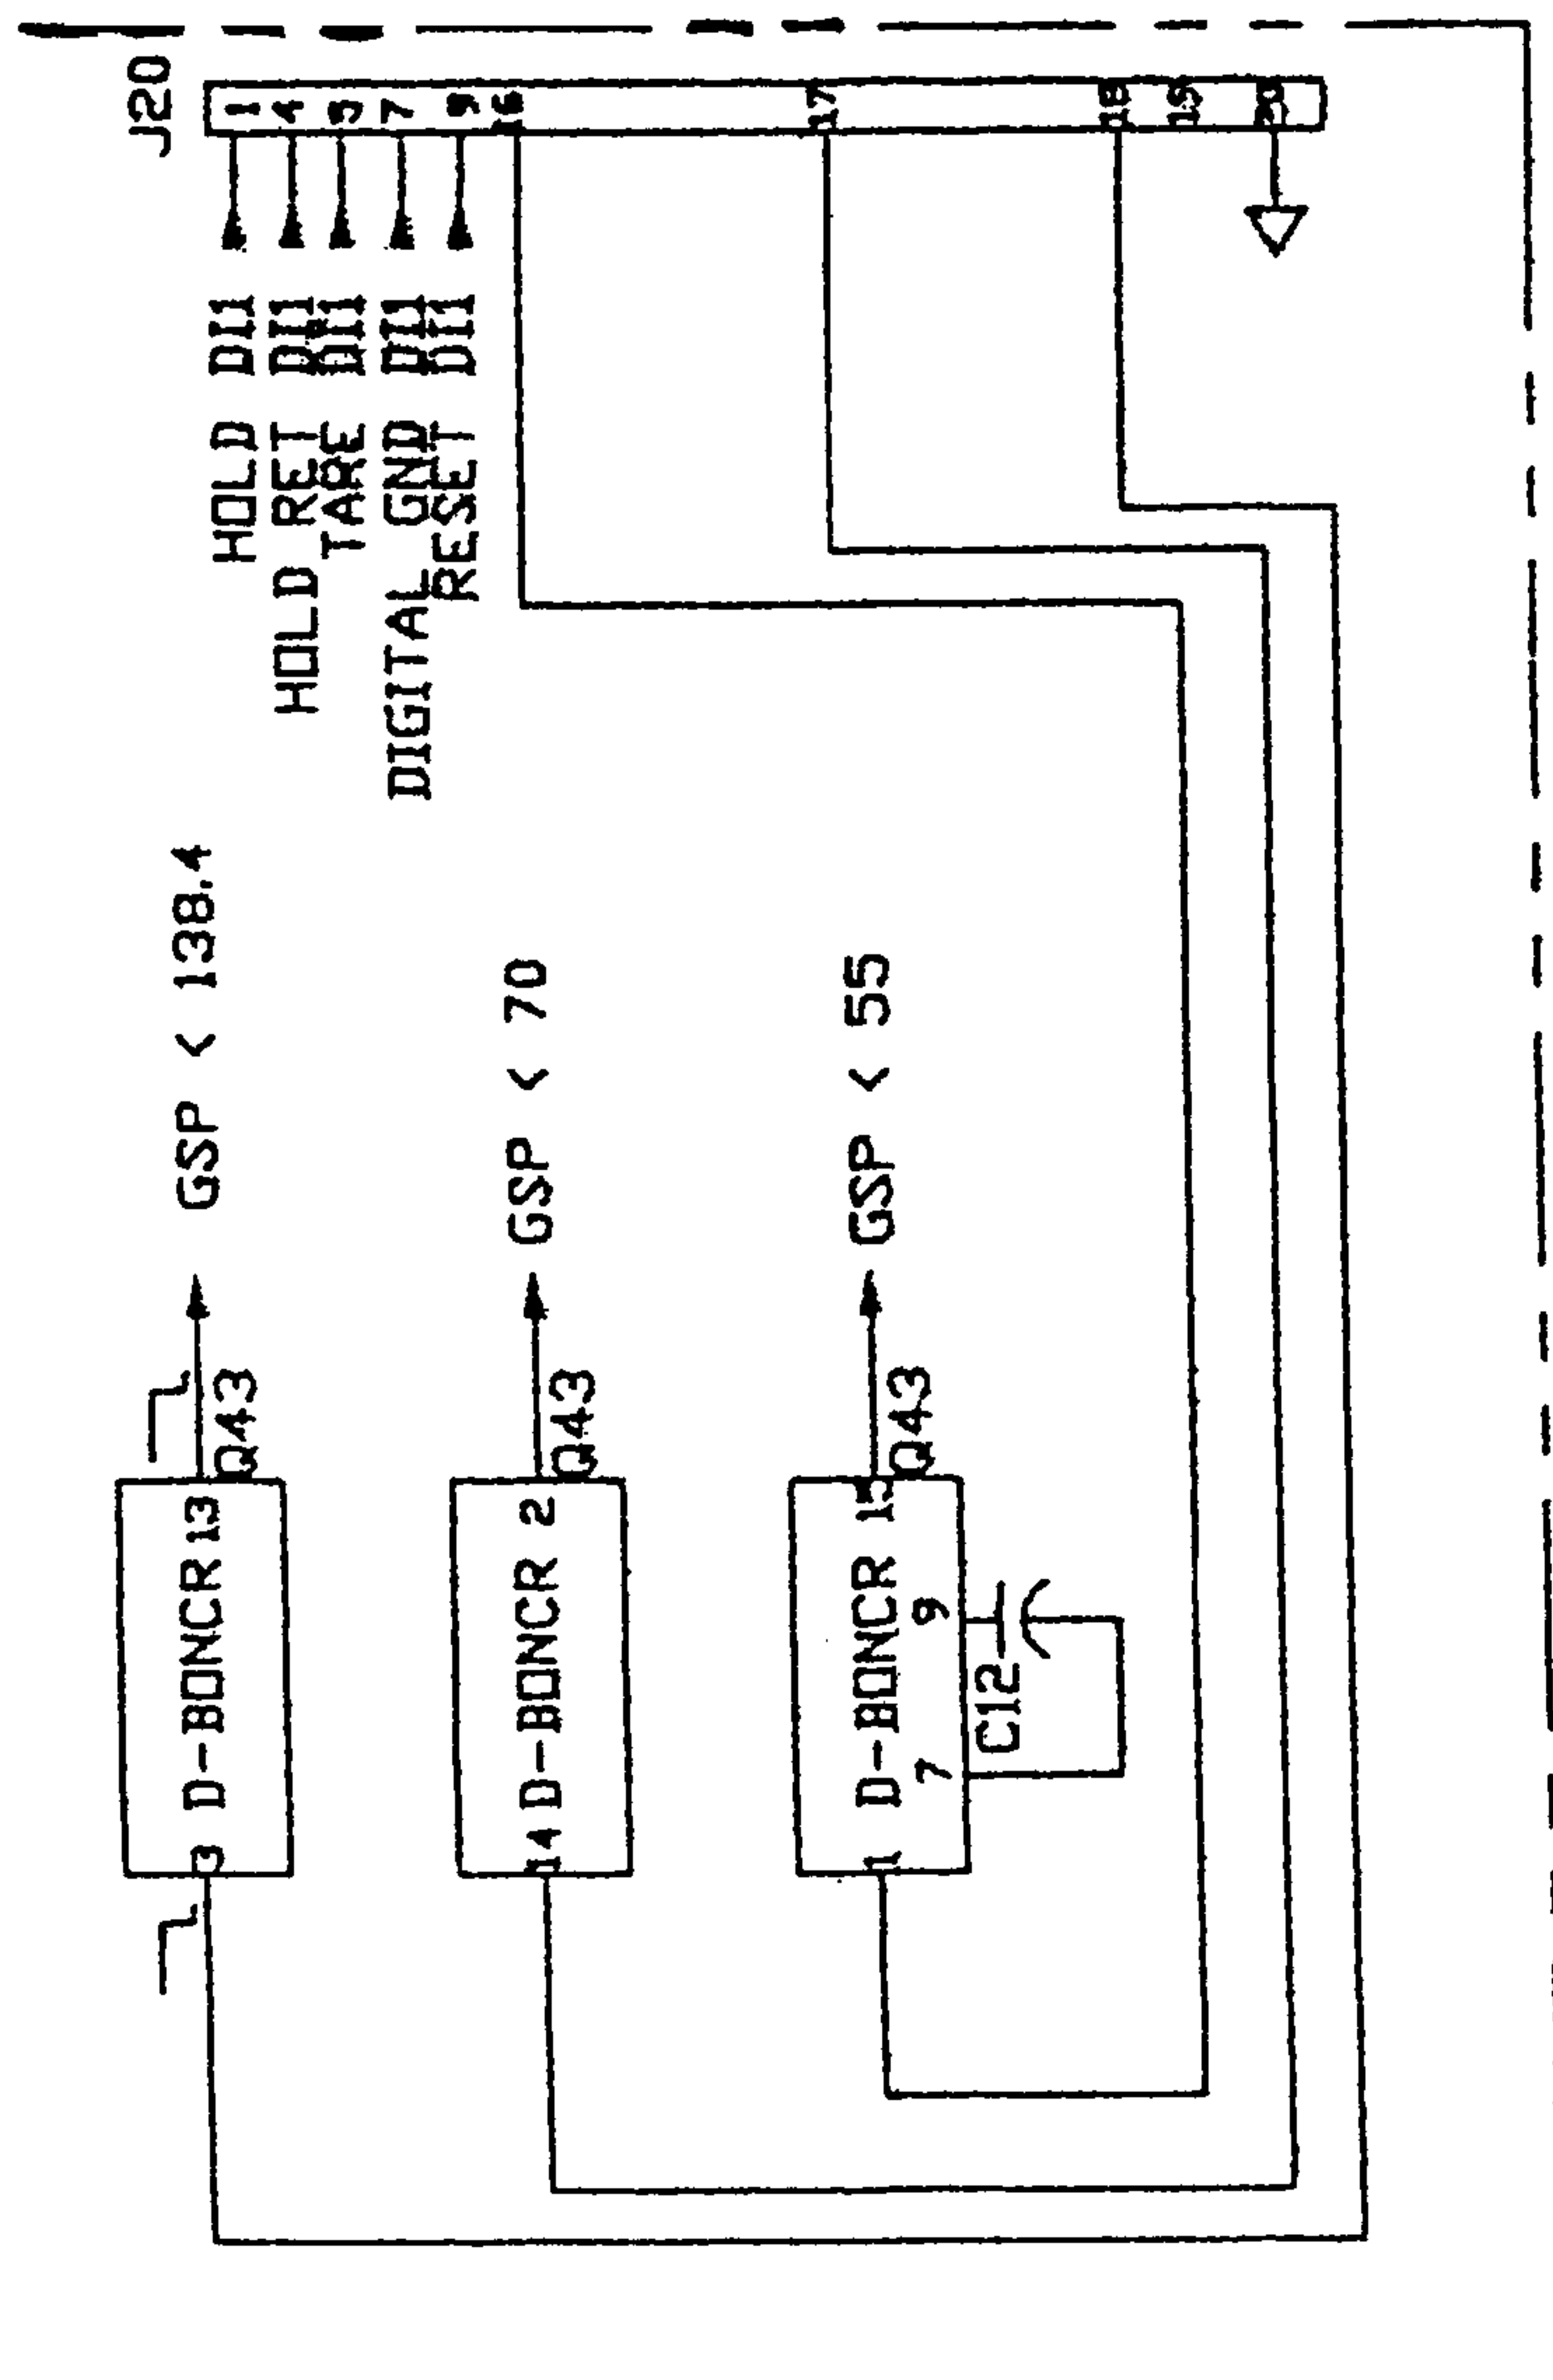 J20
1 4 5 7 9 16 17 18 19 20
HOLD DI1
HOLD RET DI1
TARE DI1
DIGITAL GND DI1
RESET DI1
GSP < 138.4
GSP < 70
GSP < 55
3 D-BONCR 13
Q43
14 D-BONCR 2
Q43
1 D-BONCR 15
Q43
7 9
C12